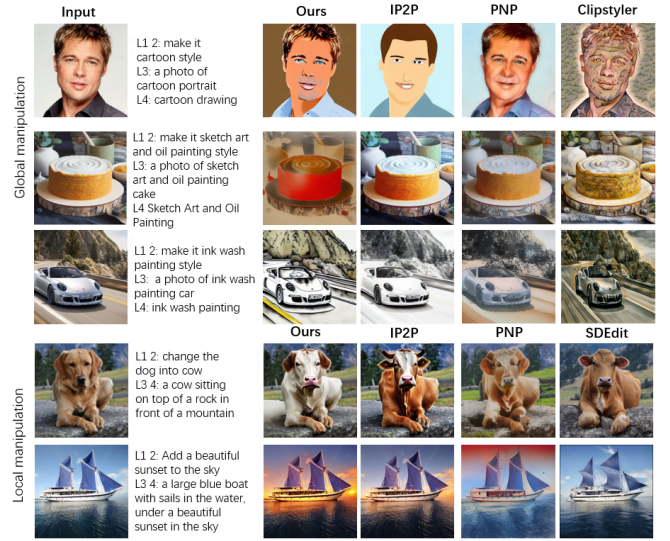 Input
Ours
IP2P
PNP
Clipstyler
Global manipulation
L1 2: make it
cartoon style
L3: a photo of
cartoon portrait
L4: cartoon drawing
L1 2: make it sketch art
and oil painting style
L3: a photo of sketch
art and oil painting
cake
L4 Sketch Art and Oil
Painting
L1 2: make it ink wash
painting style
L3:  a photo of ink wash
painting car
L4: ink wash painting
Ours
IP2P
PNP
SDEdit
Local manipulation
L1 2: change the
dog into cow
L3 4: a cow sitting
on top of a rock in
front of a mountain
L1 2: Add a beautiful
sunset to the sky
L3 4: a large blue boat
with sails in the water,
under a beautiful
sunset in the sky